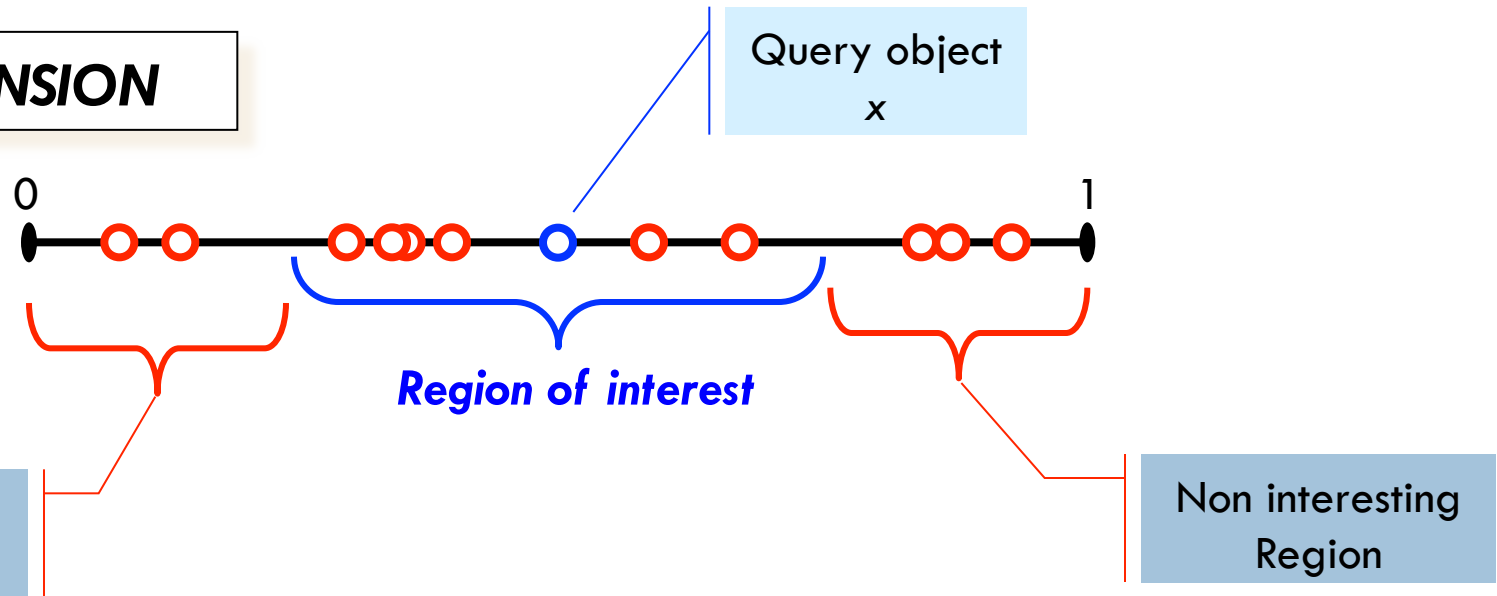 Query object
x
NSION
0
1
Region of interest
Non interesting
Region